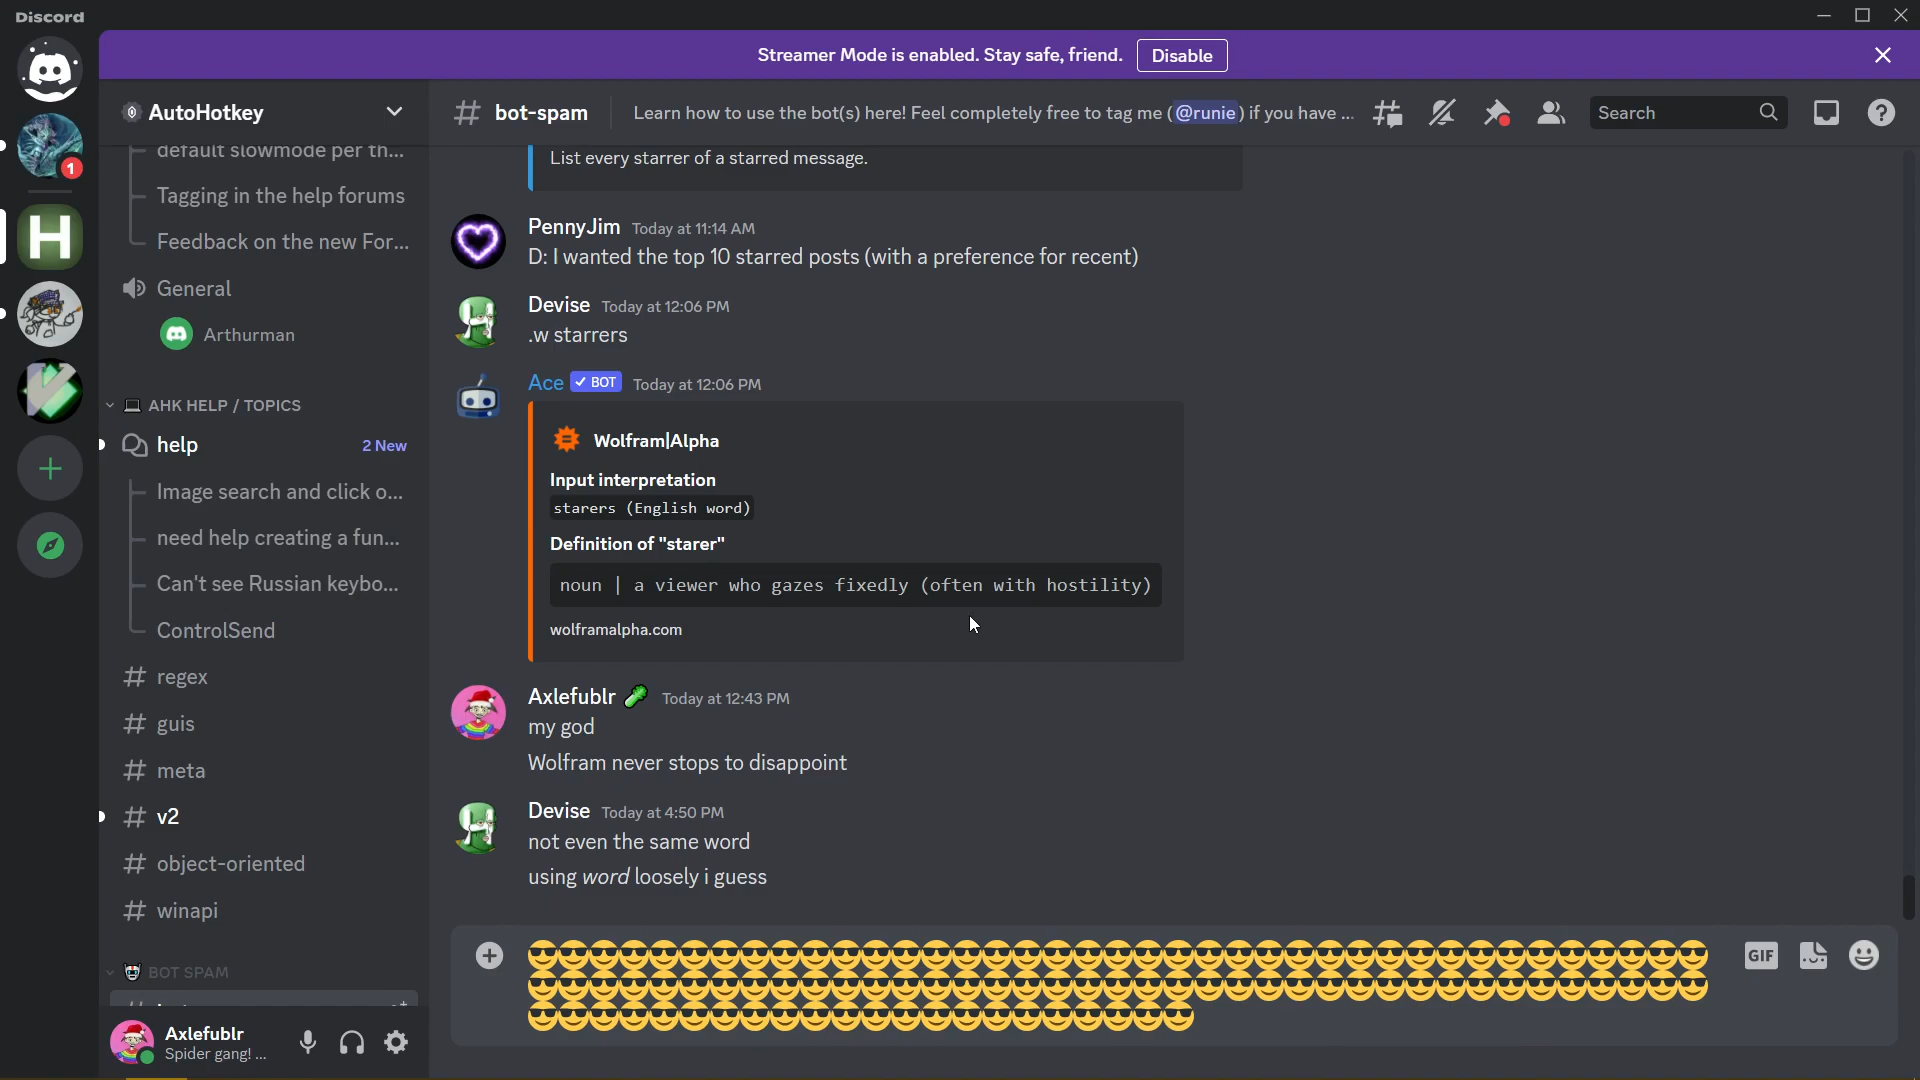 Discord
Streamer Mode is enabled. Stay safe, friend. Disable
1
AutoHotkey
default slowmode per th...
Tagging in the help forums
Feedback on the new For...
General
Arthurman
AHK HELP / TOPICS
help 2 New
Image search and click o...
need help creating a fun...
Can't see Russian keybo...
ControlSend
regex
guis
meta
v2
object-oriented
winapi
BOT SPAM
Axlefublr
Spider gang! ...
bot-spam Learn how to use the bot(s) here! Feel completely free to tag me (@runie) if you have ... Search
List every starrer of a starred message.
PennyJim Today at 11:14 AM
D: I wanted the top 10 starred posts (with a preference for recent)
Devise Today at 12:06 PM
.w starrers
Ace BOT Today at 12:06 PM
Wolfram|Alpha
Input interpretation
starers (English word)
Definition of "starer"
noun | a viewer who gazes fixedly (often with hostility)
wolframalpha.com
Axlefublr Today at 12:43 PM
my god
Wolfram never stops to disappoint
Devise Today at 4:50 PM
not even the same word
using word loosely i guess
GIF